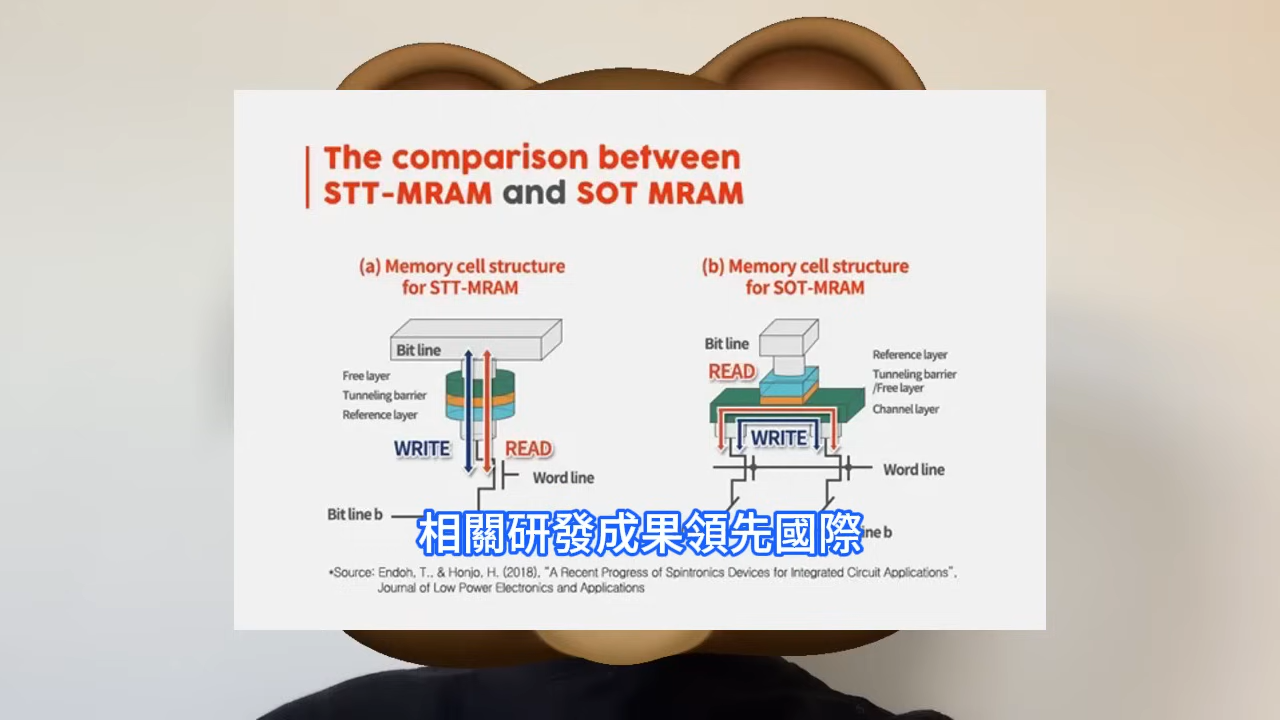 The comparison between
STT-MRAM and SOT MRAM
(a) Memory cell structure
for STT-MRAM
Bit line
Free layer
Tunneling barrier
Reference layer
WRITE
READ
Word line
Bit line b
(b) Memory cell structure
for SOT-MRAM
Bit line
READ
Reference layer
Tunneling barrier
/Free layer
Channel layer
WRITE
Word line
ine b
相關研發成果領先國際
*Source: Endoh, T., & Honjo, H. (2018), "A Recent Progress of Spintronics Devices for Integrated Circuit Applications",
Journal of Low Power Electronics and Applications